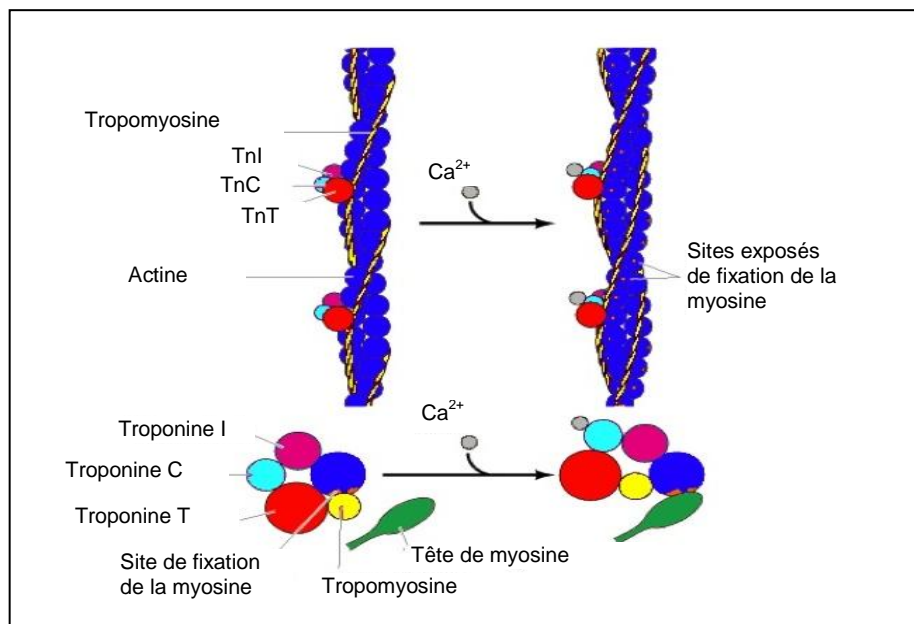 Tropomyosine
TnI
TnC
TnT
Ca2+
Actine
Sites exposés
de fixation de la
myosine
Ca2+
Troponine I
Troponine C
Troponine T
Site de fixation
de la myosine
Tête de myosine
Tropomyosine